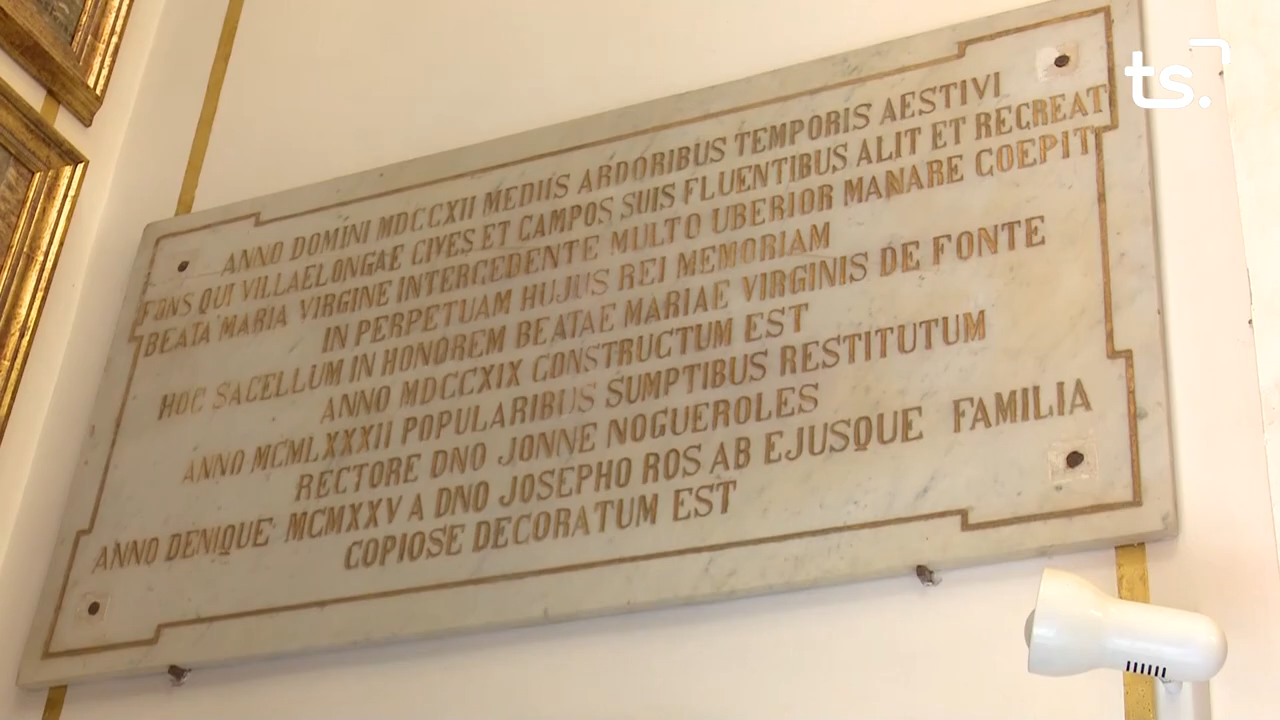 ts.
ANNO DOMINI MDCCXII MEDIIS ARDORIBUS TEMPORIS AESTIVI
FONS QUI VILLAELONGAE CIVES ET CAMPOS SUIS FLUENTIBUS ALIT ET RECREAT
BEATA MARIA VIRGINE INTERCEDENTE MULTO UBERIOR MANARE COEPIT
IN PERPETUAM HUJUS REI MEMORIAM
HOC SACELLUM IN HONOREM BEATAE MARIAE VIRGINIS DE FONTE
ANNO MDCCXIX CONSTRUCTUM EST
ANNO MCMLXXXII POPULARIBUS SUMPTIBUS RESTITUTUM
RECTORE DNO JONNE NOGUEROLES
ANNO DENIQUE MCMXXV A DNO JOSEPHO ROS AB EJUSQUE FAMILIA
COPIOSE DECORATUM EST